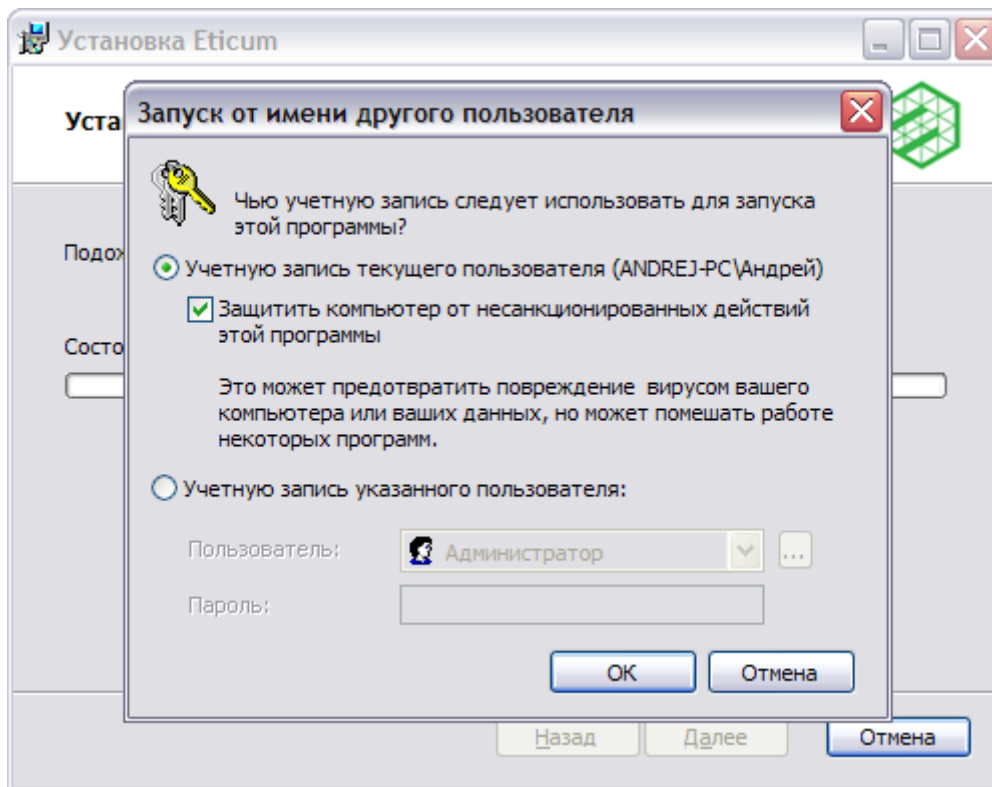 Установка Eticum
Уста
Запуск от имени другого пользователя
Чью учетную запись следует использовать для запуска
этой программы?
Подож
Учетную запись текущего пользователя (ANDREJ-PC\Андрей)
Защитить компьютер от несанкционированных действий
этой программы
Состо
Это может предотвратить повреждение вирусом вашего
компьютера или ваших данных, но может помешать работе
некоторых программ.
Учетную запись указанного пользователя:
Пользователь:
Администратор
...
Пароль:
ОК
Отмена
Назад
Далее
Отмена